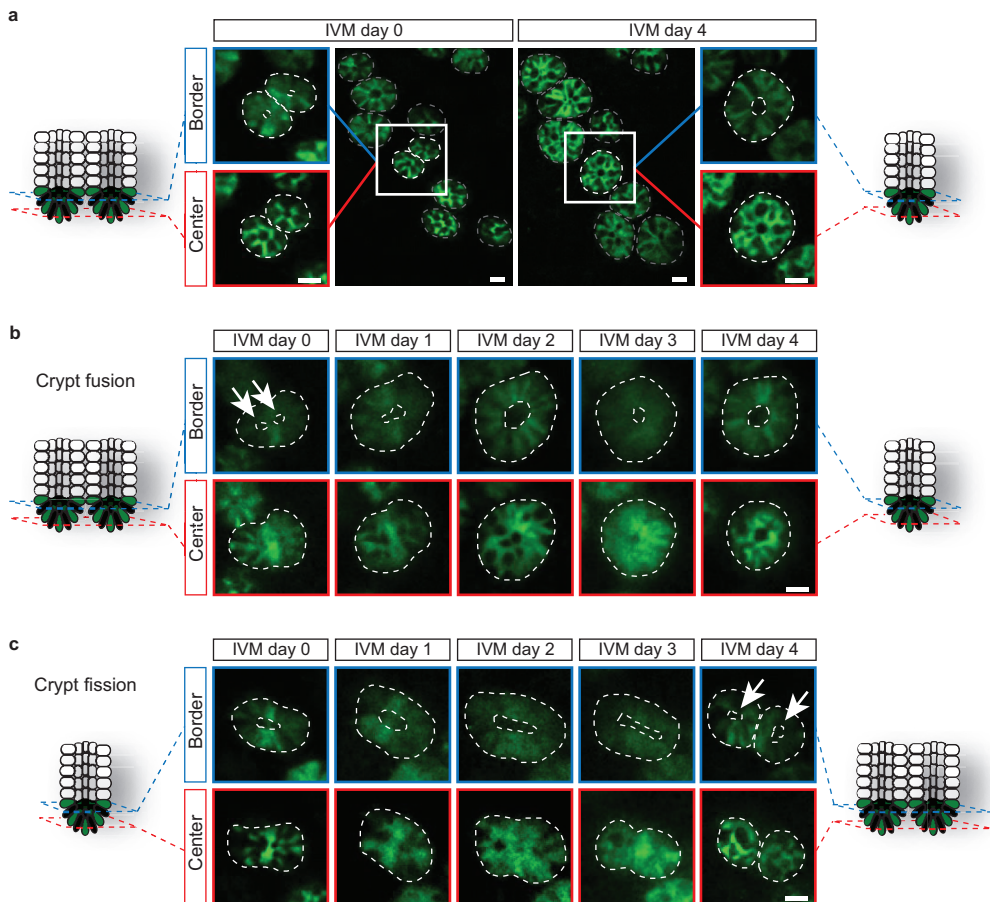 a
IVM day 0
IVM day 4
Border
Center
b
IVM day 0
IVM day 1
IVM day 2
IVM day 3
IVM day 4
Crypt fusion
Border
Center
c
IVM day 0
IVM day 1
IVM day 2
IVM day 3
IVM day 4
Crypt fission
Border
Center